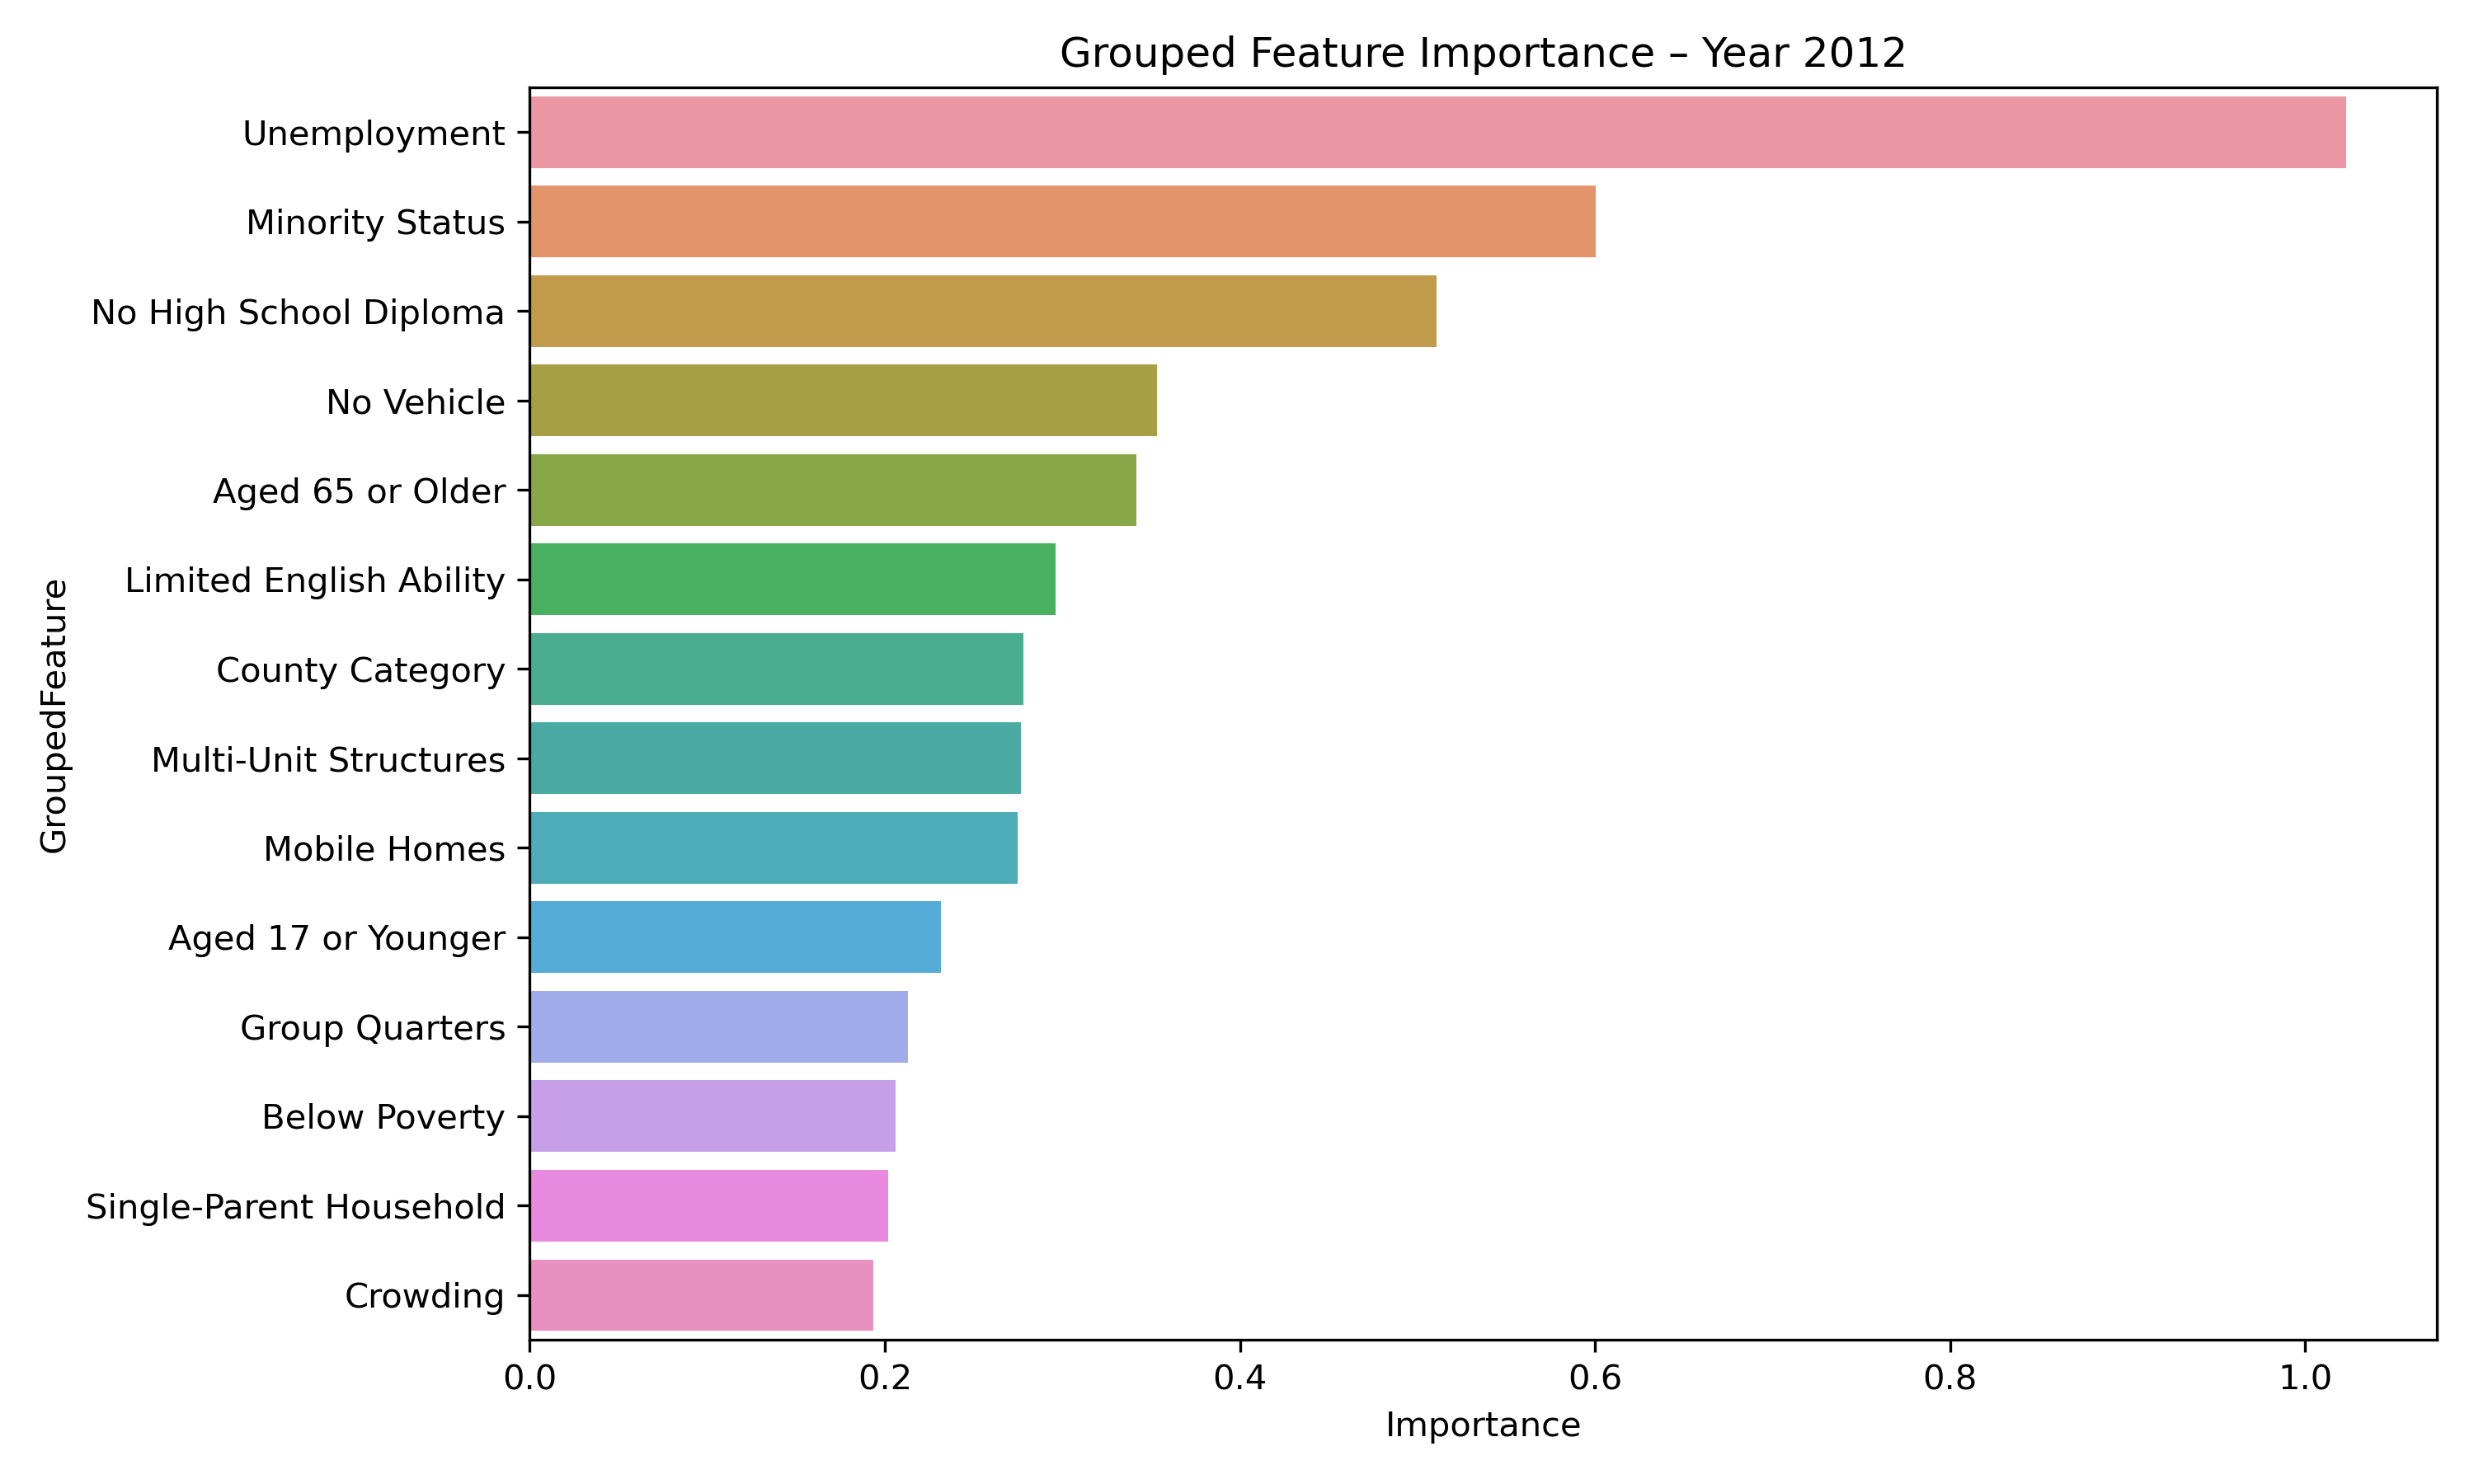 Grouped Feature Importance – Year 2012
GroupedFeature
Unemployment
Minority Status
No High School Diploma
No Vehicle
Aged 65 or Older
Limited English Ability
County Category
Multi-Unit Structures
Mobile Homes
Aged 17 or Younger
Group Quarters
Below Poverty
Single-Parent Household
Crowding
0.0 0.2 0.4 0.6 0.8 1.0
Importance